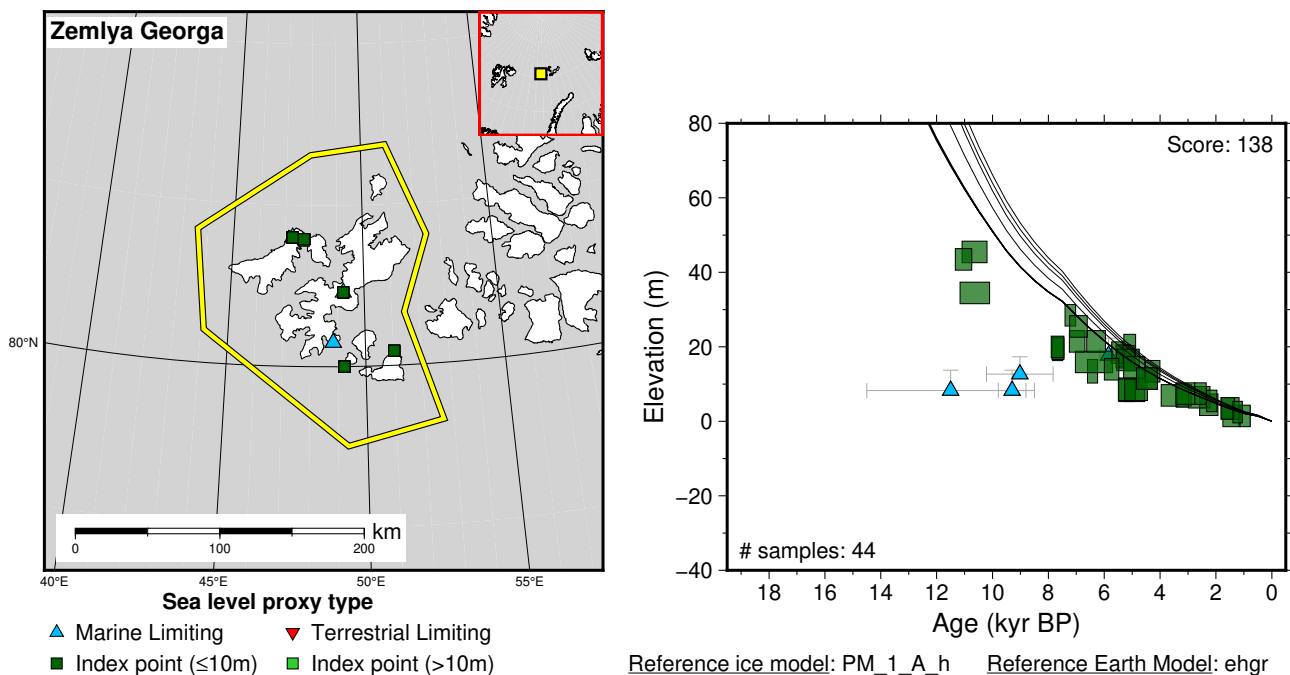 Zemlya Georga
80°N
km
0
100
200
40°E
45°E
50°E
55°E
Sea level proxy type
Marine Limiting
Terrestrial Limiting
Index point (≤10m)
Index point (>10m)
Score: 138
80
60
40
20
0
−20
−40
Elevation (m)
# samples: 44
18 16 14 12 10 8 6 4 2 0
Age (kyr BP)
Reference ice model: PM_1_A_h
Reference Earth Model: ehgr